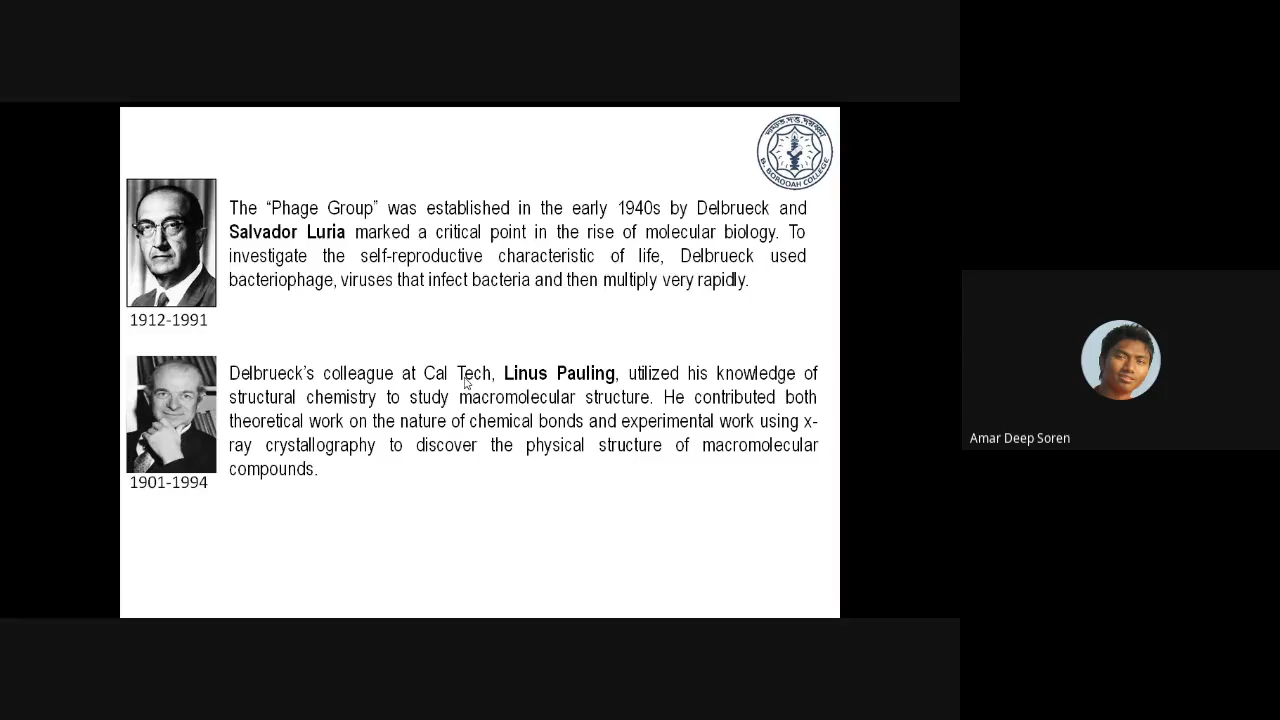 B. BOROOAH COLLEGE
The “Phage Group” was established in the early 1940s by Delbrueck and
Salvador Luria marked a critical point in the rise of molecular biology. To
investigate the self-reproductive characteristic of life, Delbrueck used
bacteriophage, viruses that infect bacteria and then multiply very rapidly.
1912-1991
Delbrueck’s colleague at Cal Tech, Linus Pauling, utilized his knowledge of
structural chemistry to study macromolecular structure. He contributed both
theoretical work on the nature of chemical bonds and experimental work using x-
ray crystallography to discover the physical structure of macromolecular
compounds.
1901-1994
Amar Deep Soren